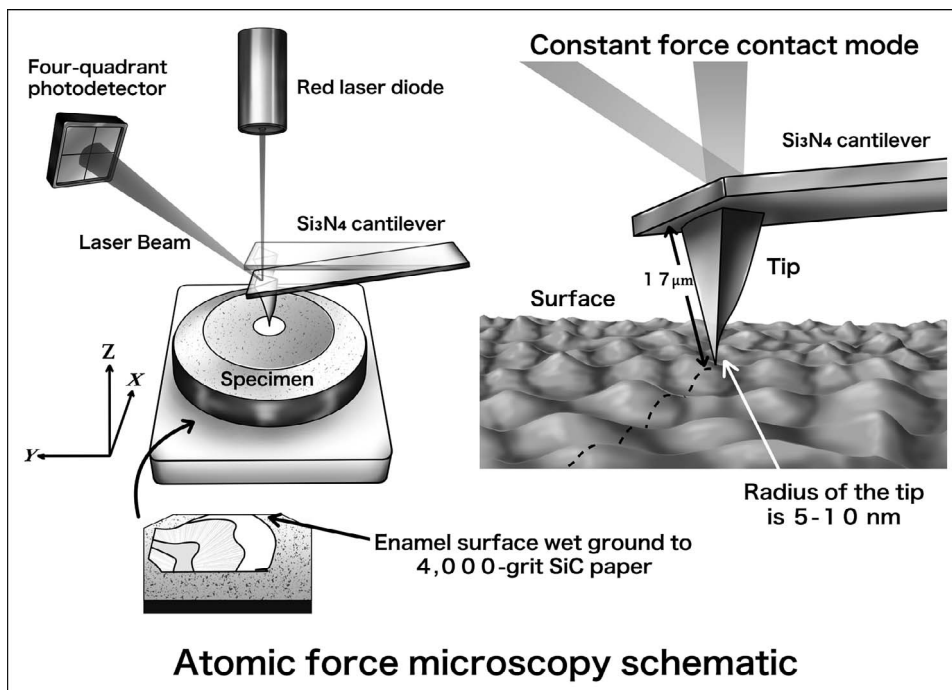 Four-quadrant
photodetector
Red laser diode
Laser Beam
Si₃N₄ cantilever
Specimen
Z
X
Y
Enamel surface wet ground to
4,000-grit SiC paper
Constant force contact mode
Si₃N₄ cantilever
Tip
17μm
Surface
Radius of the tip
is 5-10 nm
Atomic force microscopy schematic